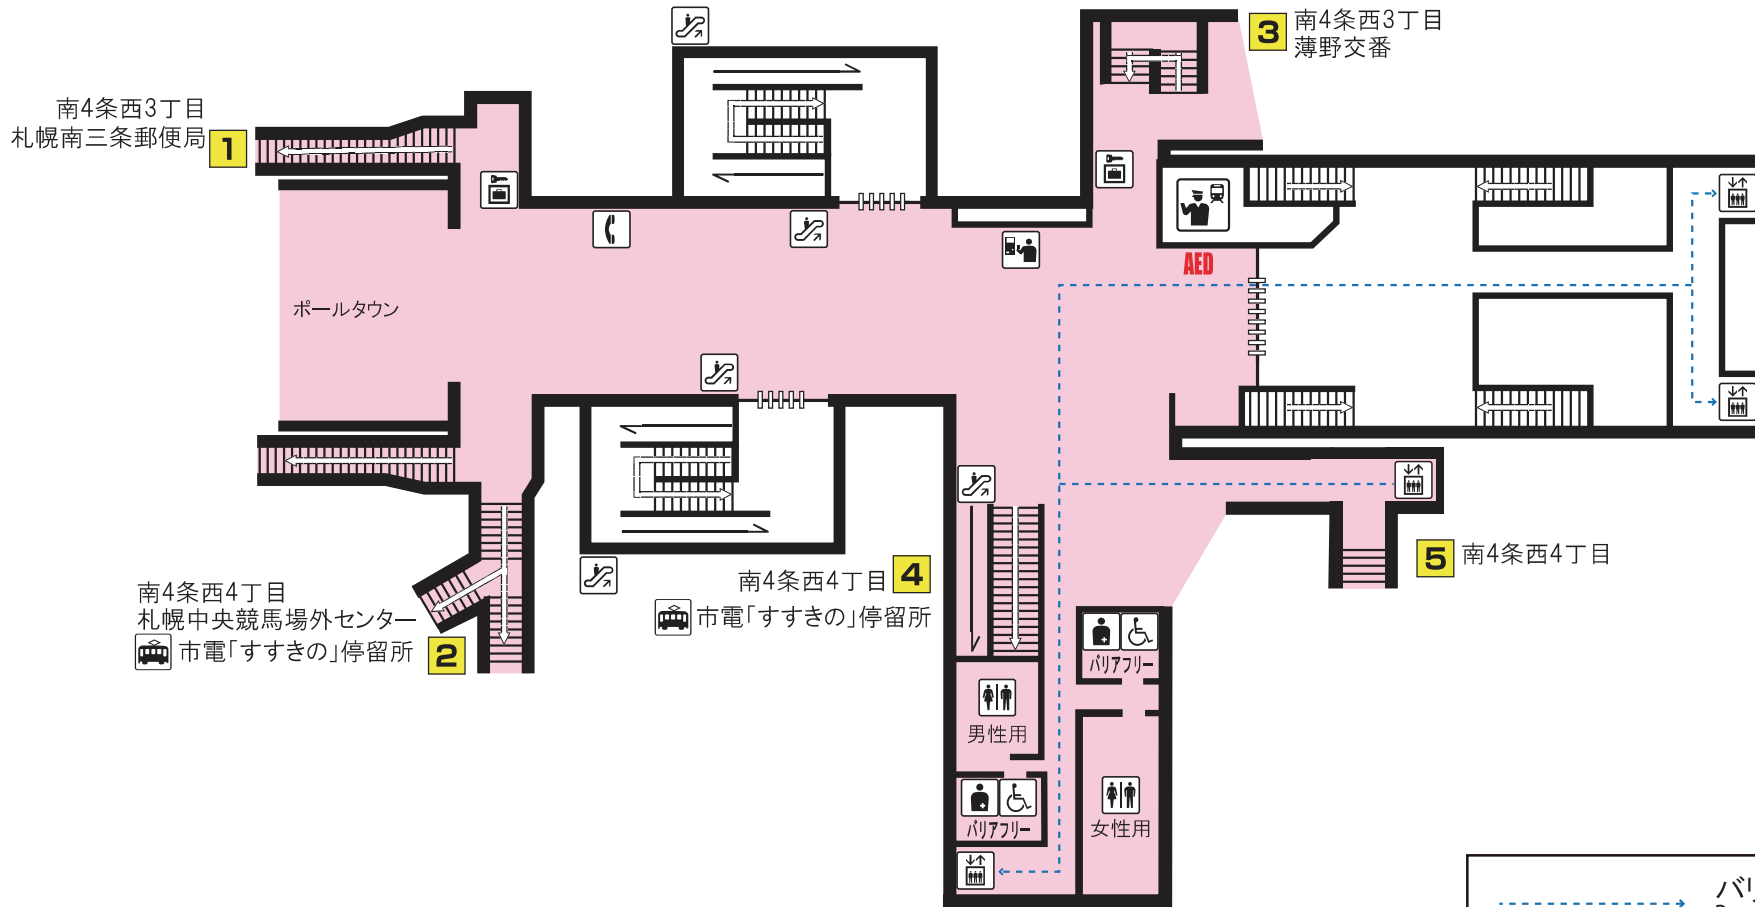 南4条西3丁目
薄野交番
3
南4条西3丁目
札幌南三条郵便局
1
AED
ポールタウン
南4条西4丁目
札幌中央競馬場外センター
市電「すすきの」停留所
2
南4条西4丁目
4
市電「すすきの」停留所
5
南4条西4丁目
バリアフリー
男性用
バリアフリー
女性用